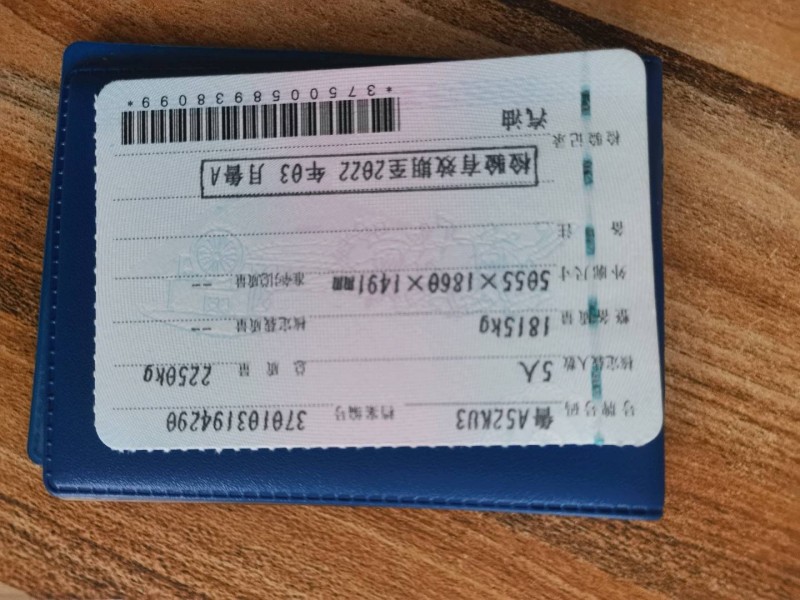 号牌号码 鲁A52KU3 档案编号 370103194290
核定载人数 5人 总质量 2250kg
整备质量 1815kg 核定载质量 --
外廓尺寸 5055×1860×1491mm 准牵引总质量 --
备注
检验有效期至2022年03月鲁A
检验记录
汽油
*3750058938099*